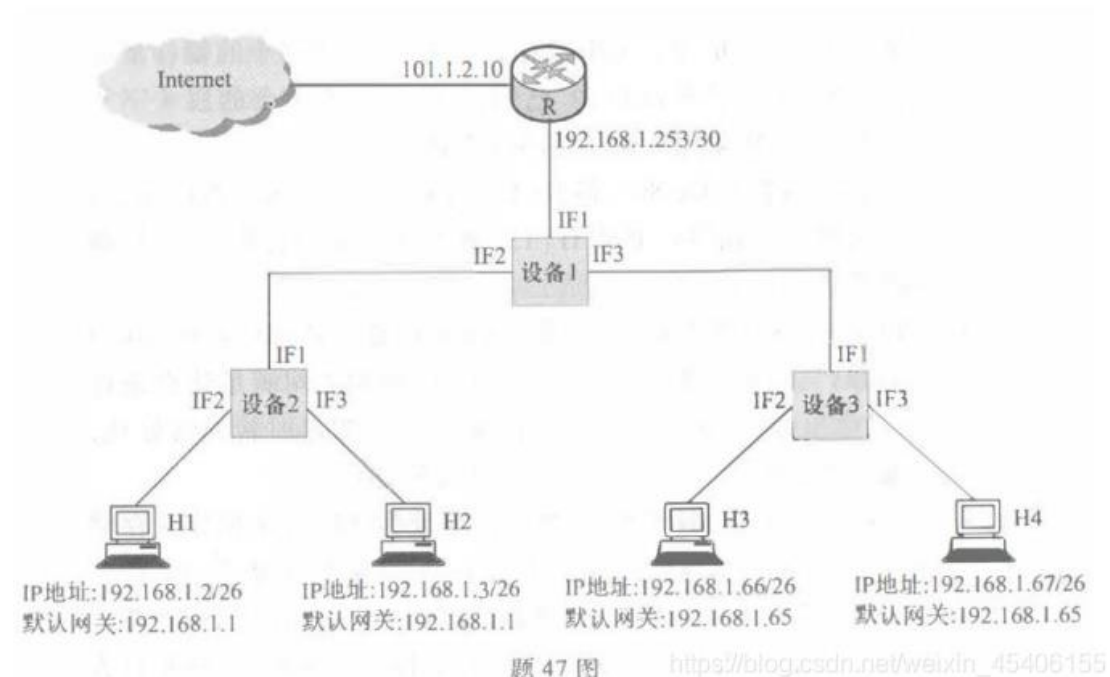 Internet
101.1.2.10
R
192.168.1.253/30
IF1
IF2
设备1
IF3
IF1
IF2
设备2
IF3
IF1
IF2
设备3
IF3
H1
H2
H3
H4
IP地址:192.168.1.2/26
默认网关:192.168.1.1
IP地址:192.168.1.3/26
默认网关:192.168.1.1
IP地址:192.168.1.66/26
默认网关:192.168.1.65
IP地址:192.168.1.67/26
默认网关:192.168.1.65
题 47 图
https://blog.csdn.net/weixin_45406155